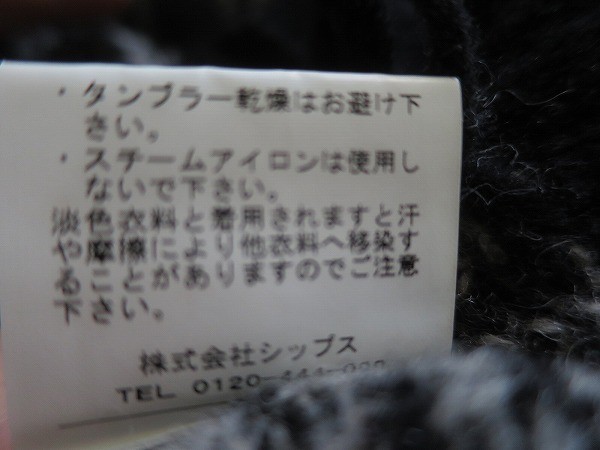 ・タンブラー乾燥はお避け下
さい。
・スチームアイロンは使用し
ないで下さい。
淡色衣料と着用されますと汗
や摩擦により他衣料へ移染す
ることがありますのでご注意
下さい。
株式会社シップス
TEL 0120-444-